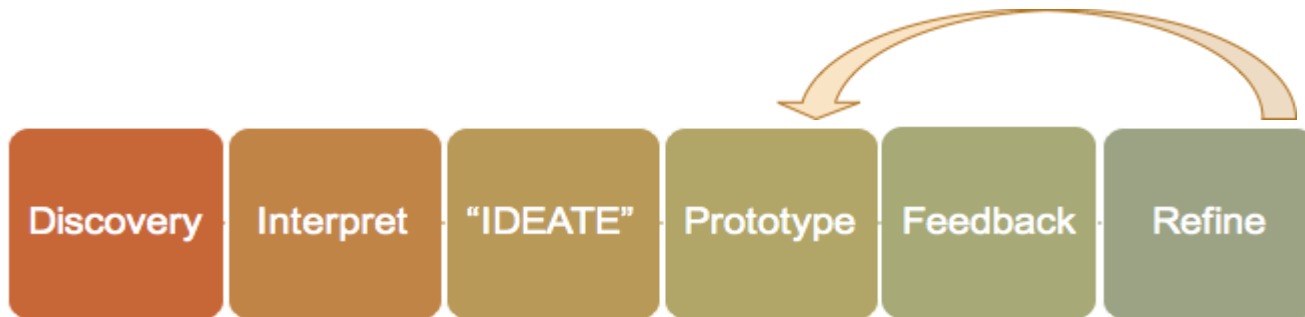 Discovery
Interpret
“IDEATE”
Prototype
Feedback
Refine